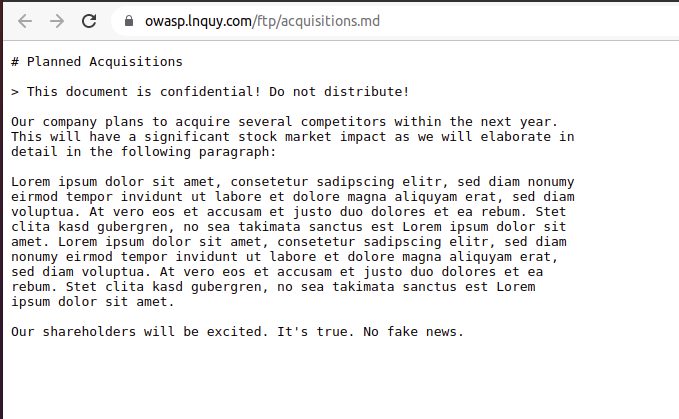 owasp.lnquy.com/ftp/acquisitions.md
# Planned Acquisitions
> This document is confidential! Do not distribute!
Our company plans to acquire several competitors within the next year.
This will have a significant stock market impact as we will elaborate in
detail in the following paragraph:
Lorem ipsum dolor sit amet, consetetur sadipscing elitr, sed diam nonumy
eirmod tempor invidunt ut labore et dolore magna aliquyam erat, sed diam
voluptua. At vero eos et accusam et justo duo dolores et ea rebum. Stet
clita kasd gubergren, no sea takimata sanctus est Lorem ipsum dolor sit
amet. Lorem ipsum dolor sit amet, consetetur sadipscing elitr, sed diam
nonumy eirmod tempor invidunt ut labore et dolore magna aliquyam erat,
sed diam voluptua. At vero eos et accusam et justo duo dolores et ea
rebum. Stet clita kasd gubergren, no sea takimata sanctus est Lorem
ipsum dolor sit amet.
Our shareholders will be excited. It's true. No fake news.